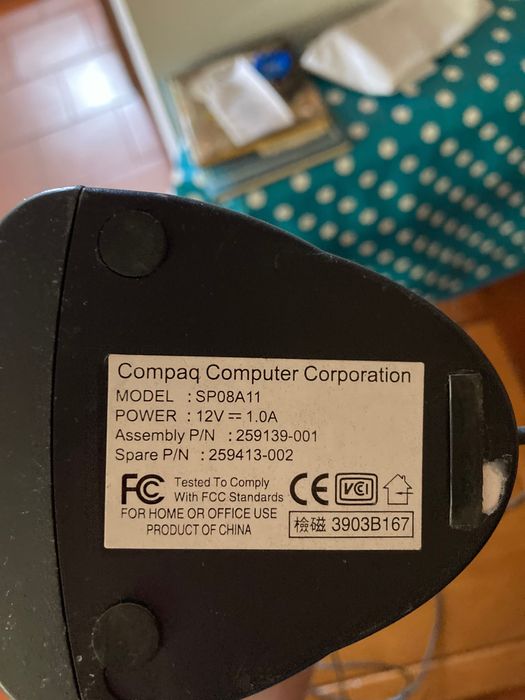 Compaq Computer Corporation
MODEL : SP08A11
POWER : 12V ⎓ 1.0A
Assembly P/N : 259139-001
Spare P/N : 259413-002
FC Tested To Comply
With FCC Standards
CE VCI
FOR HOME OR OFFICE USE
PRODUCT OF CHINA
檢磁 3903B167